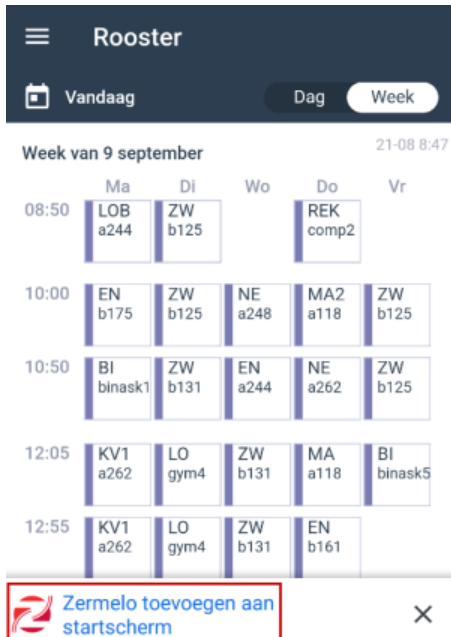 Rooster
Vandaag Dag Week
21-08 8:47
Week van 9 september
Ma Di Wo Do Vr
08:50 LOB ZW REK
a244 b125 comp2
10:00 EN ZW NE MA2 ZW
b175 b125 a248 a118 b125
10:50 BI ZW EN NE ZW
binask1 b131 a244 a262 b125
12:05 KV1 LO ZW MA BI
a262 gym4 b131 a118 binask5
12:55 KV1 LO ZW EN
a262 gym4 b131 b161
Zermelo toevoegen aan
startscherm